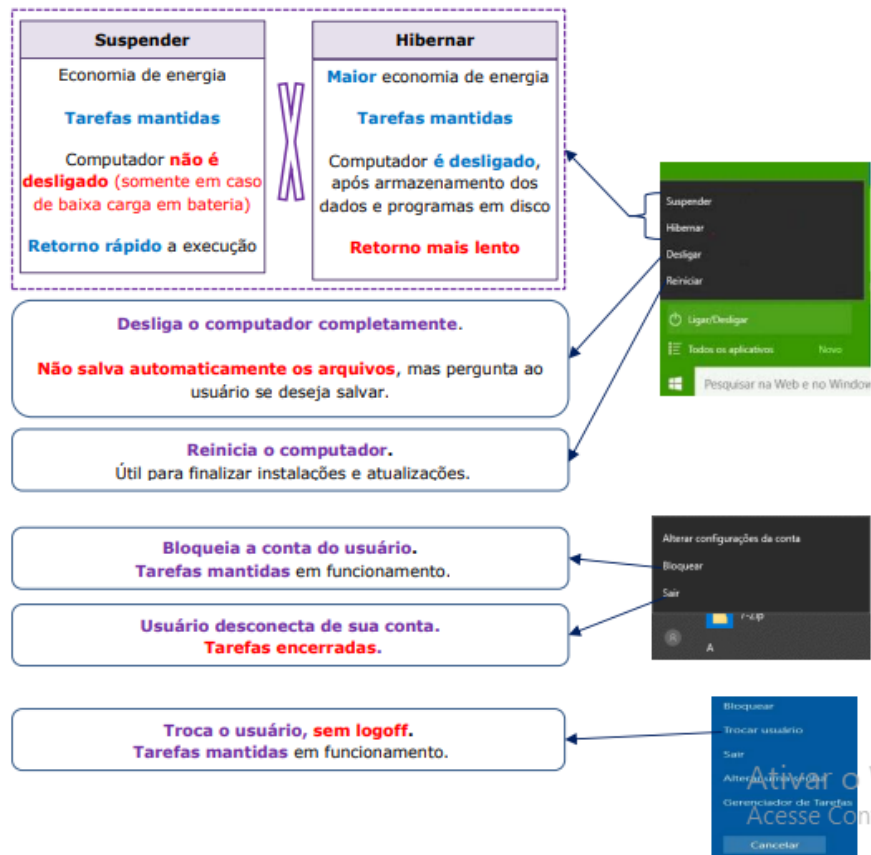 Suspender
Economia de energia
Tarefas mantidas
Computador não é
desligado (somente em caso
de baixa carga em bateria)
Retorno rápido a execução
X
Hibernar
Maior economia de energia
Tarefas mantidas
Computador é desligado,
após armazenamento dos
dados e programas em disco
Retorno mais lento
Suspender
Hibernar
Desligar
Reiniciar
Ligar/Desligar
Todos os aplicativos Novo
Pesquisar na Web e no Window
Desliga o computador completamente.
Não salva automaticamente os arquivos, mas pergunta ao
usuário se deseja salvar.
Reinicia o computador.
Útil para finalizar instalações e atualizações.
Bloqueia a conta do usuário.
Tarefas mantidas em funcionamento.
Usuário desconecta de sua conta.
Tarefas encerradas.
Alterar configurações da conta
Bloquear
Sair
7-Zip
A
Troca o usuário, sem logoff.
Tarefas mantidas em funcionamento.
Bloquear
Trocar usuário
Sair
Alterar uma senha
Gerenciador de Tarefas
Cancelar
Ativar o
Acesse Con